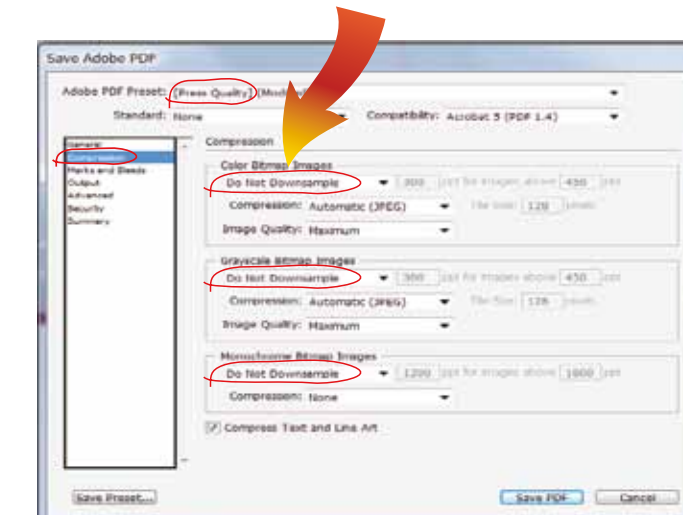 Save Adobe PDF
Adobe PDF Preset: [Press Quality] (Modified)
Standard: None Compatibility: Acrobat 5 (PDF 1.4)
General
Compression
Marks and Bleeds
Output
Advanced
Security
Summary
Compression
Color Bitmap Images
Do Not Downsample 300 ppi for images above 450 ppi
Compression: Automatic (JPEG) Tile Size: 128 pixels
Image Quality: Maximum
Grayscale Bitmap Images
Do Not Downsample 300 ppi for images above 450 ppi
Compression: Automatic (JPEG) Tile Size: 128 pixels
Image Quality: Maximum
Monochrome Bitmap Images
Do Not Downsample 1200 ppi for images above 1800 ppi
Compression: None
Compress Text and Line Art
Save Preset... Save PDF Cancel